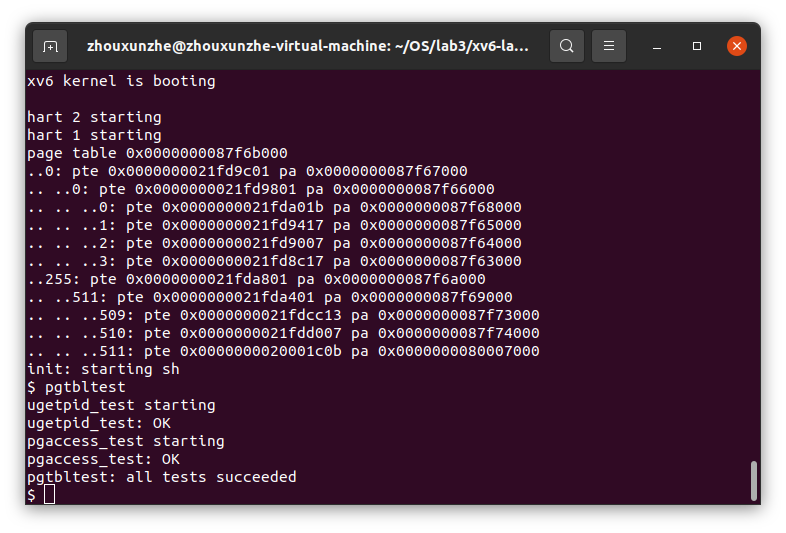 zhouxunzhe@zhouxunzhe-virtual-machine: ~/OS/lab3/xv6-la...
xv6 kernel is booting
hart 2 starting
hart 1 starting
page table 0x0000000087f6b000
..0: pte 0x0000000021fd9c01 pa 0x0000000087f67000
.. ..0: pte 0x0000000021fd9801 pa 0x0000000087f66000
.. .. ..0: pte 0x0000000021fda01b pa 0x0000000087f68000
.. .. ..1: pte 0x0000000021fd9417 pa 0x0000000087f65000
.. .. ..2: pte 0x0000000021fd9007 pa 0x0000000087f64000
.. .. ..3: pte 0x0000000021fd8c17 pa 0x0000000087f63000
..255: pte 0x0000000021fda801 pa 0x0000000087f6a000
.. ..511: pte 0x0000000021fda401 pa 0x0000000087f69000
.. .. ..509: pte 0x0000000021fdcc13 pa 0x0000000087f73000
.. .. ..510: pte 0x0000000021fdd007 pa 0x0000000087f74000
.. .. ..511: pte 0x0000000020001c0b pa 0x0000000080007000
init: starting sh
$ pgtbltest
ugetpid_test starting
ugetpid_test: OK
pgaccess_test starting
pgaccess_test: OK
pgtbltest: all tests succeeded
$